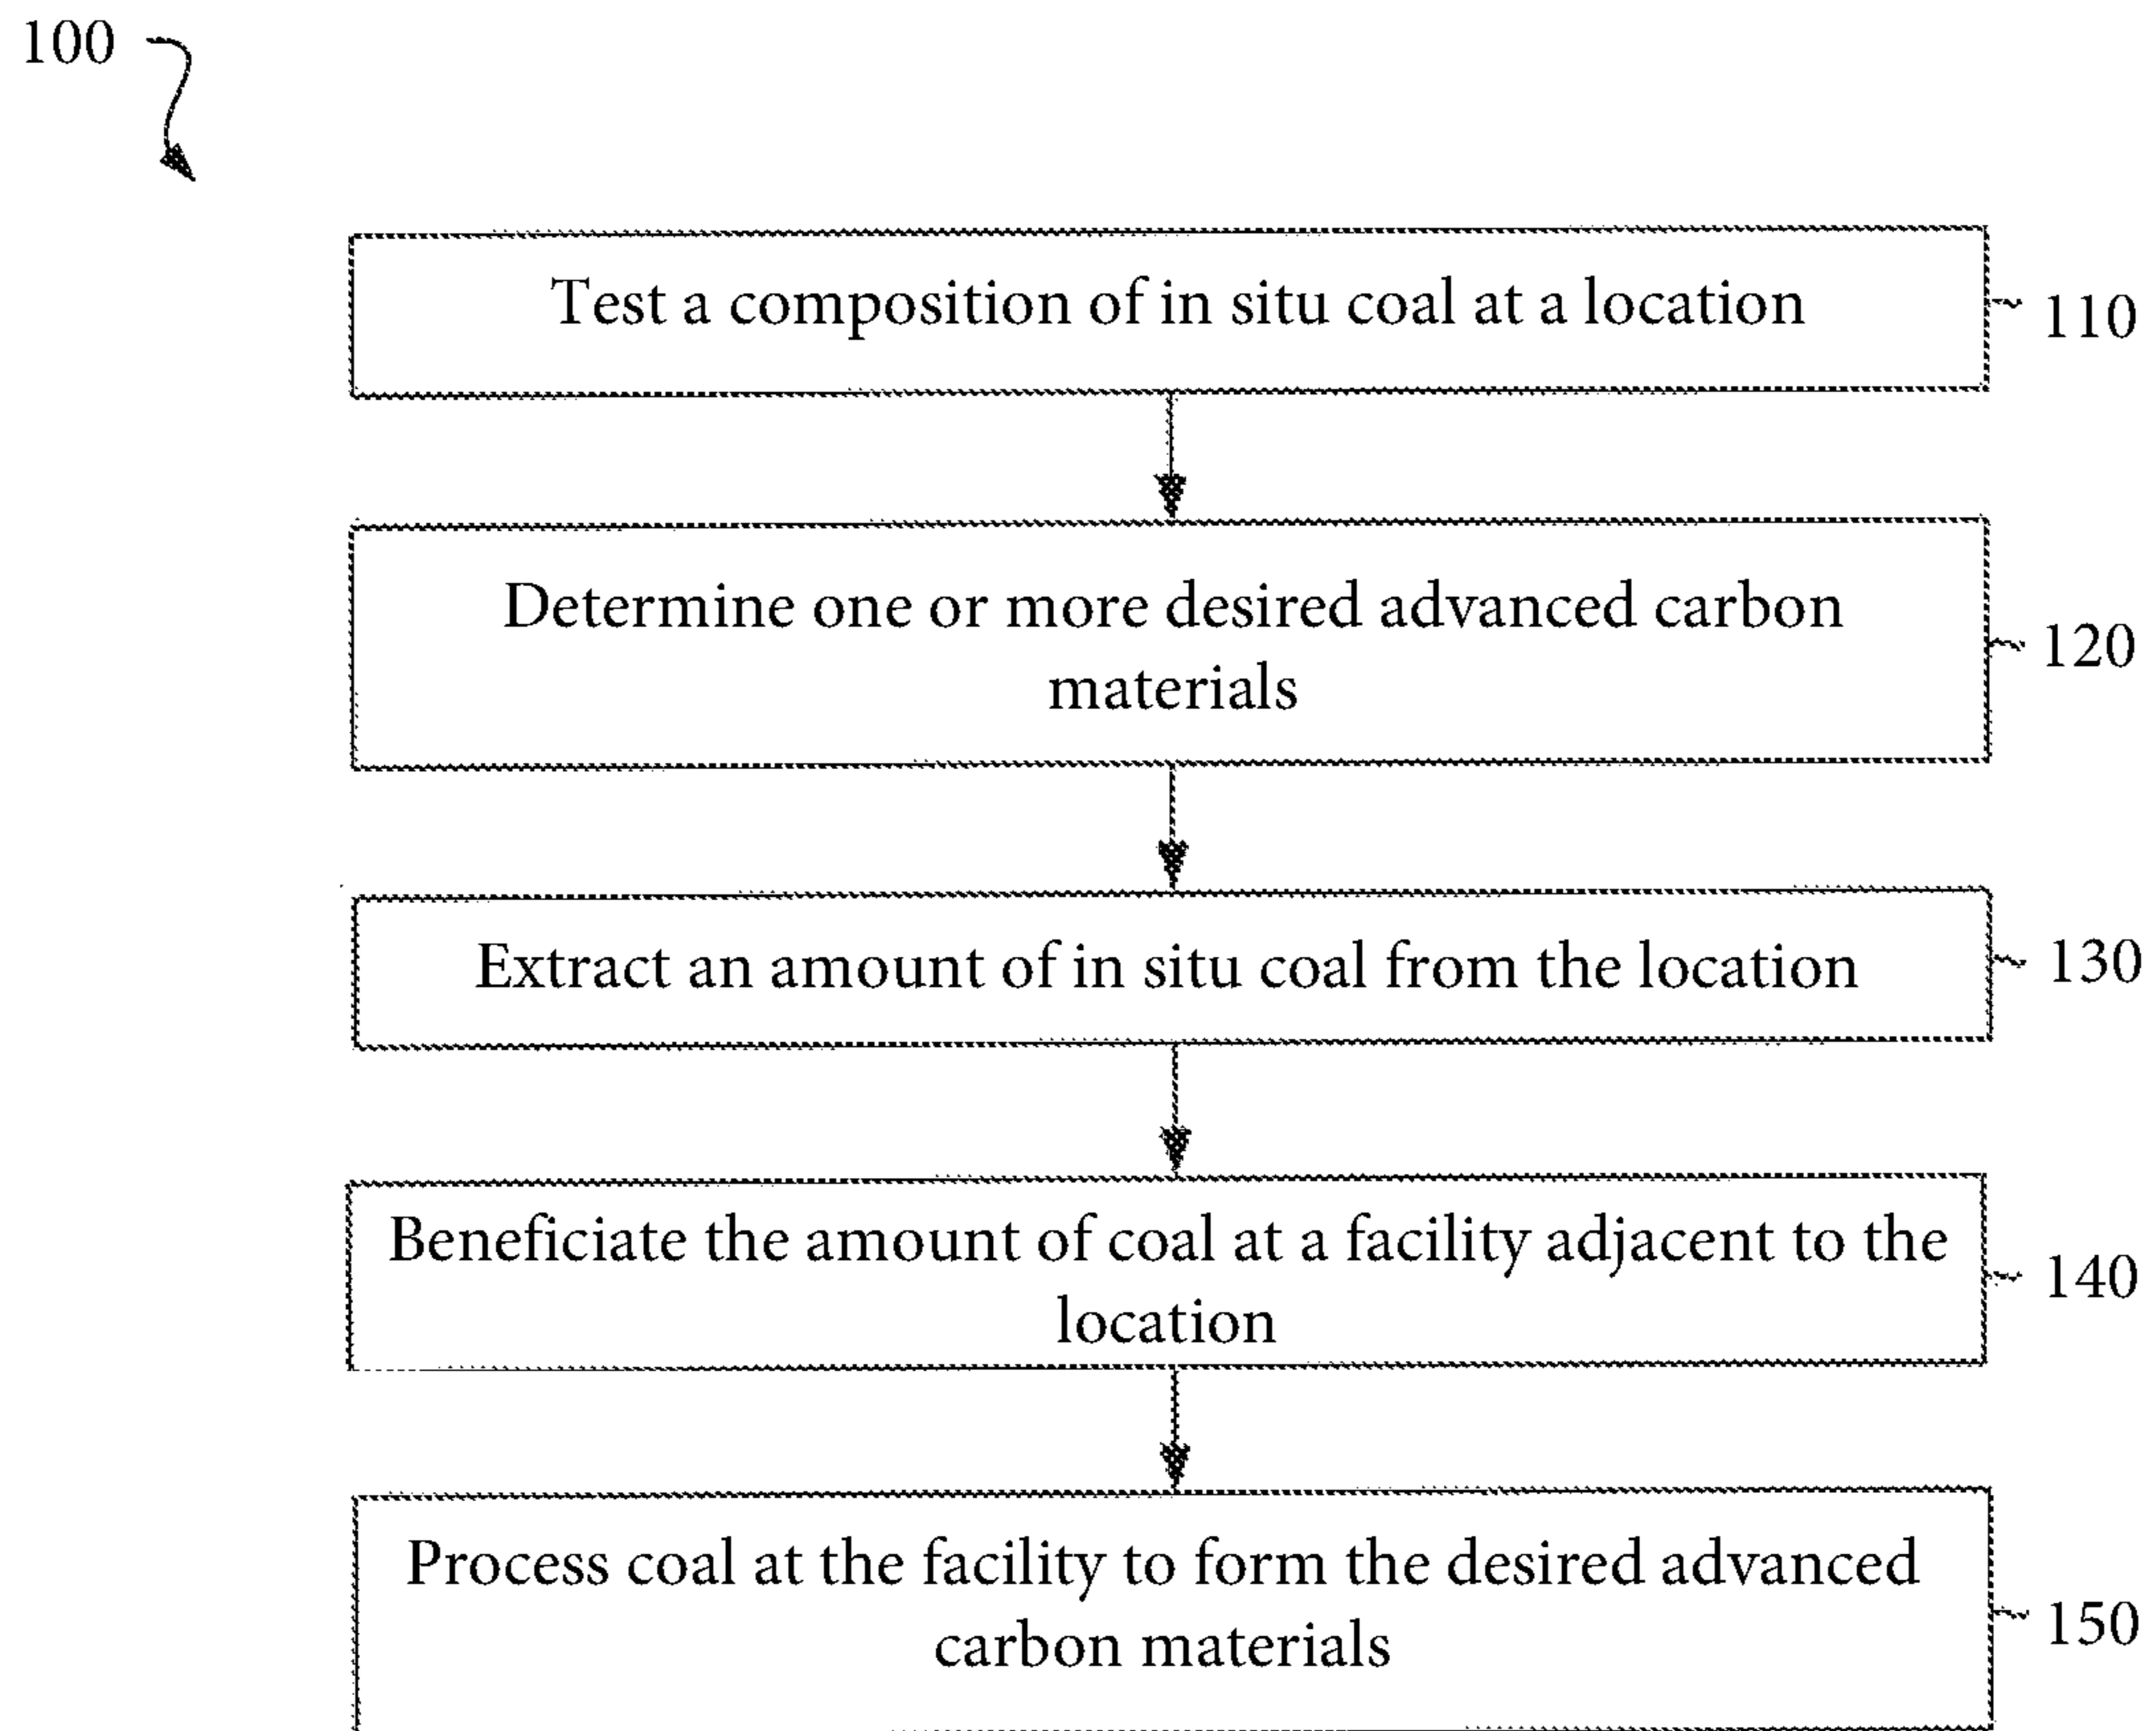 100
Test a composition of in situ coal at a location
110
Determine one or more desired advanced carbon
materials
120
Extract an amount of in situ coal from the location
130
Beneficiate the amount of coal at a facility adjacent to the
location
140
Process coal at the facility to form the desired advanced
carbon materials
150